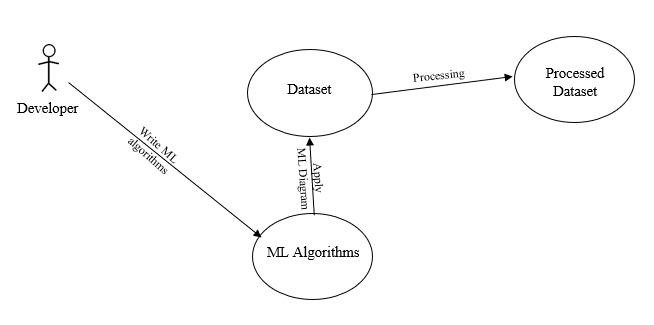 Developer
Write ML
algorithms
Dataset
Processing
Processed
Dataset
Apply
ML Diagram
ML Algorithms